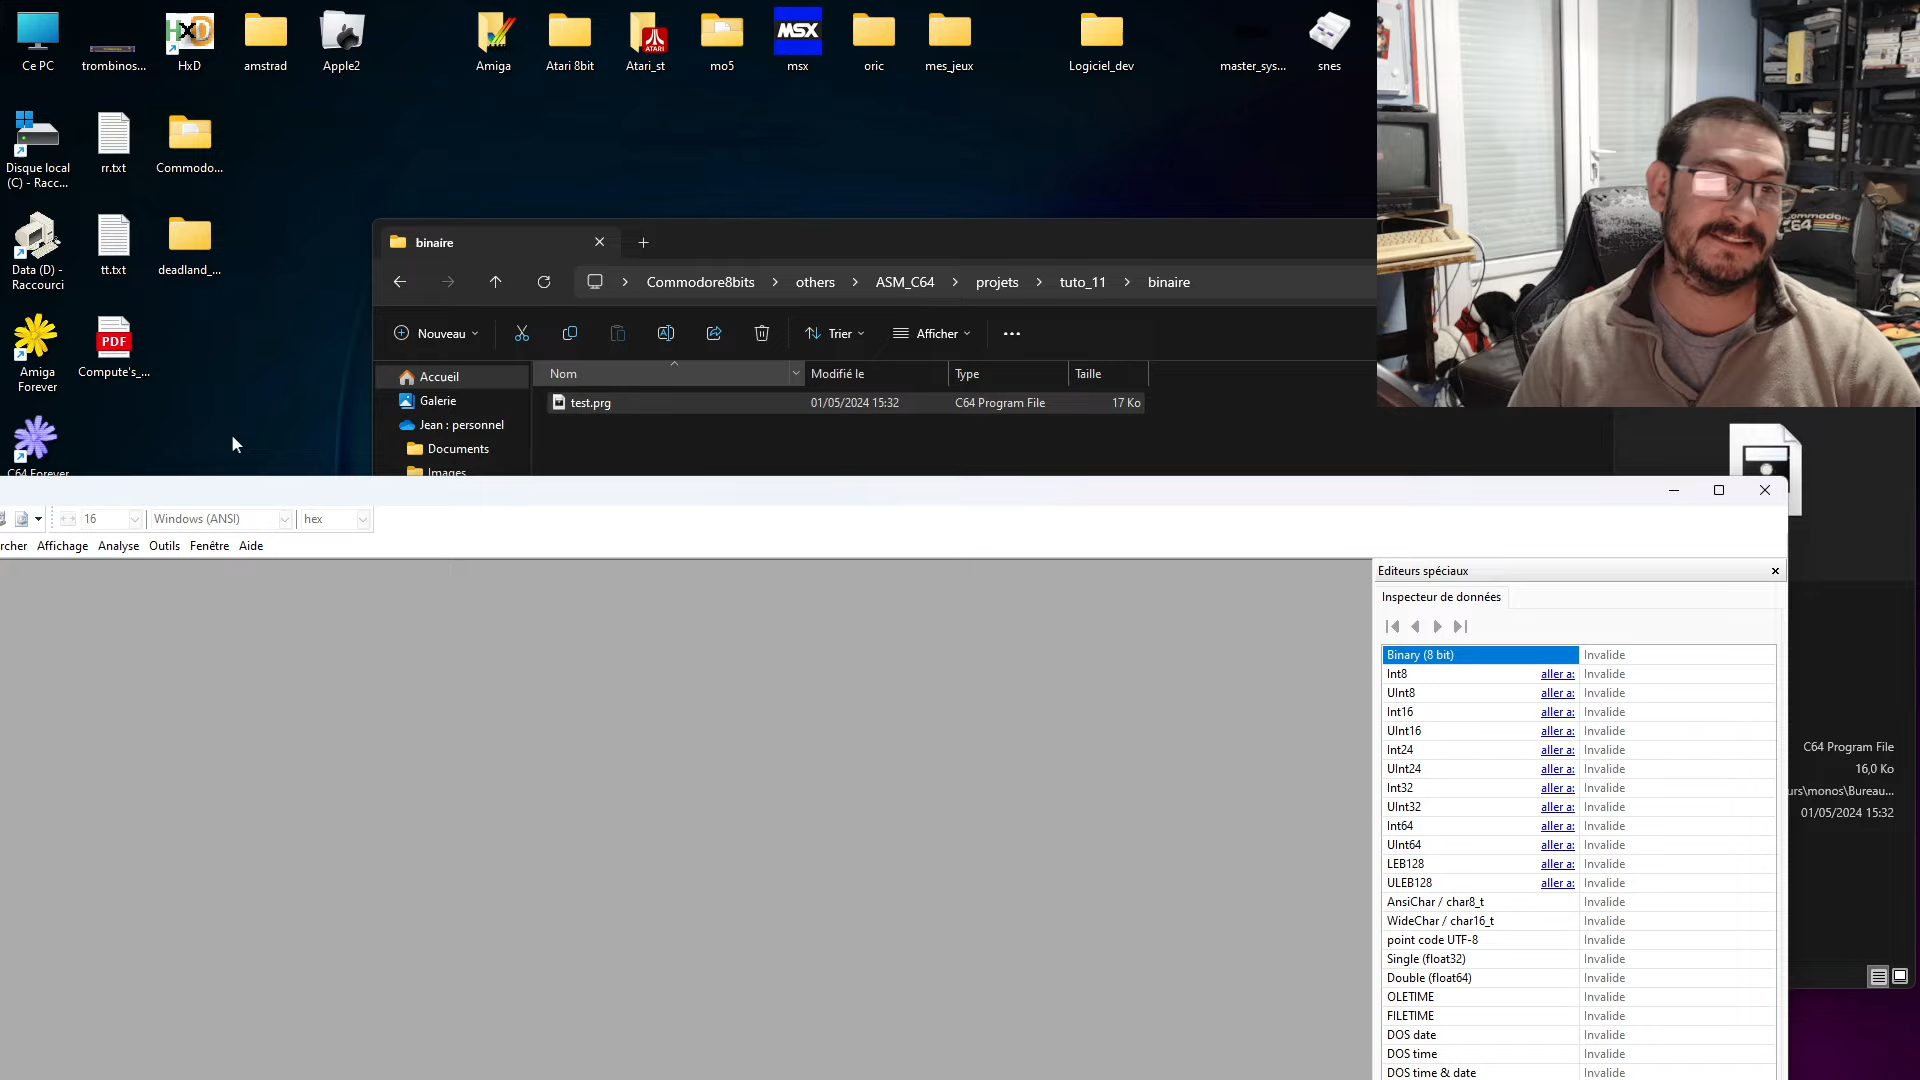 Ce PC
trombinos...
HxD
amstrad
Apple2
Amiga
Atari 8bit
Atari_st
mo5
msx
oric
mes_jeux
Logiciel_dev
master_sys...
snes
HxD
ATARI
MSX
Disque local
(C) - Racc...
rr.txt
Commodo...
Data (D) -
Raccourci
tt.txt
deadland_...
PDF
Amiga
Forever
Compute's_...
C64 Forever
commodore
C64
binaire
Commodore8bits
others
ASM_C64
projets
tuto_11
binaire
Nouveau
Trier
Afficher
Accueil
Galerie
Jean : personnel
Documents
Images
Nom
Modifié le
Type
Taille
test.prg
01/05/2024 15:32
C64 Program File
17 Ko
16
Windows (ANSI)
hex
rcher
Affichage
Analyse
Outils
Fenêtre
Aide
Editeurs spéciaux
Inspecteur de données
Binary (8 bit) Invalide
Int8 aller a: Invalide
UInt8 aller a: Invalide
Int16 aller a: Invalide
UInt16 aller a: Invalide
Int24 aller a: Invalide
UInt24 aller a: Invalide
Int32 aller a: Invalide
UInt32 aller a: Invalide
Int64 aller a: Invalide
UInt64 aller a: Invalide
LEB128 aller a: Invalide
ULEB128 aller a: Invalide
AnsiChar / char8_t Invalide
WideChar / char16_t Invalide
point code UTF-8 Invalide
Single (float32) Invalide
Double (float64) Invalide
OLETIME Invalide
FILETIME Invalide
DOS date Invalide
DOS time Invalide
DOS time & date Invalide
C64 Program File
16,0 Ko
urs\monos\Bureau...
01/05/2024 15:32